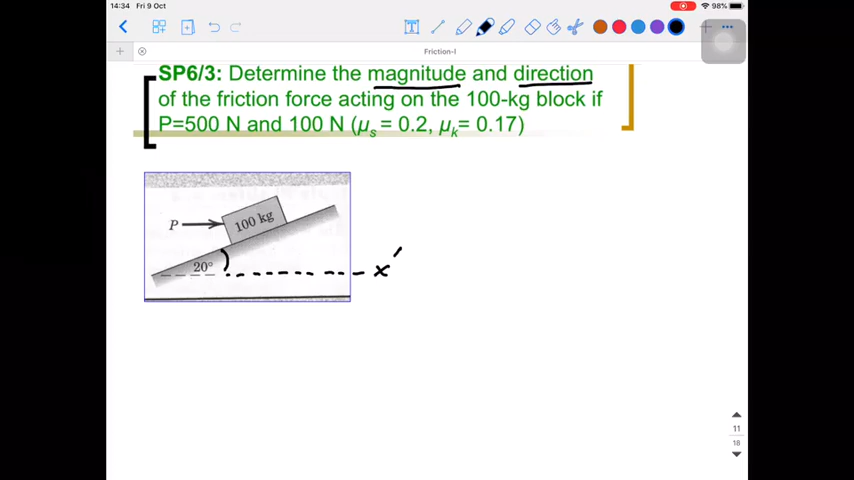 14:34 Fri 9 Oct
98%
Friction-I
SP6/3: Determine the magnitude and direction
of the friction force acting on the 100-kg block if
P=500 N and 100 N (μs = 0.2, μk= 0.17)
P
100 kg
20°
x′
11
18